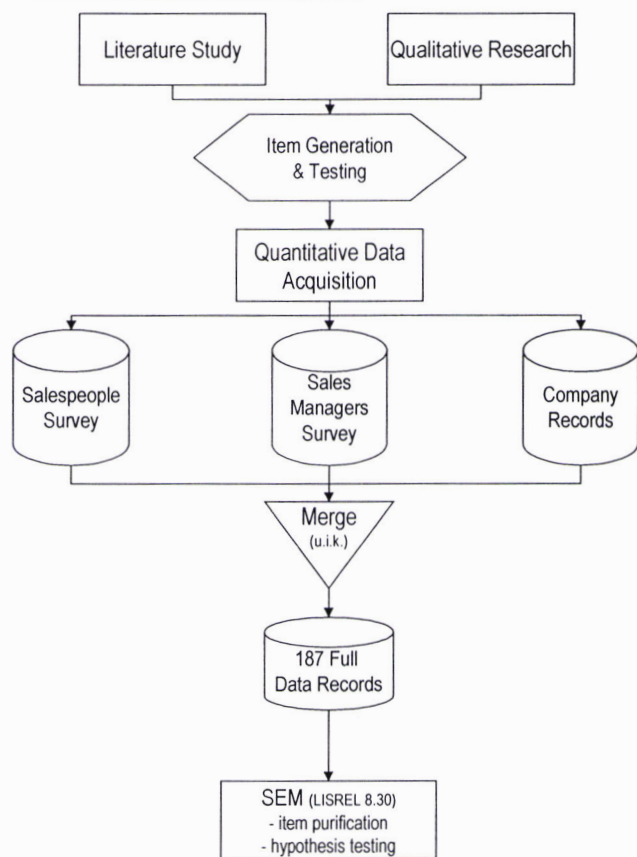 Literature Study
Qualitative Research
Item Generation
& Testing
Quantitative Data
Acquisition
Salespeople
Survey
Sales
Managers
Survey
Company
Records
Merge
(u.i.k.)
187 Full
Data Records
SEM (LISREL 8.30)
- item purification
- hypothesis testing